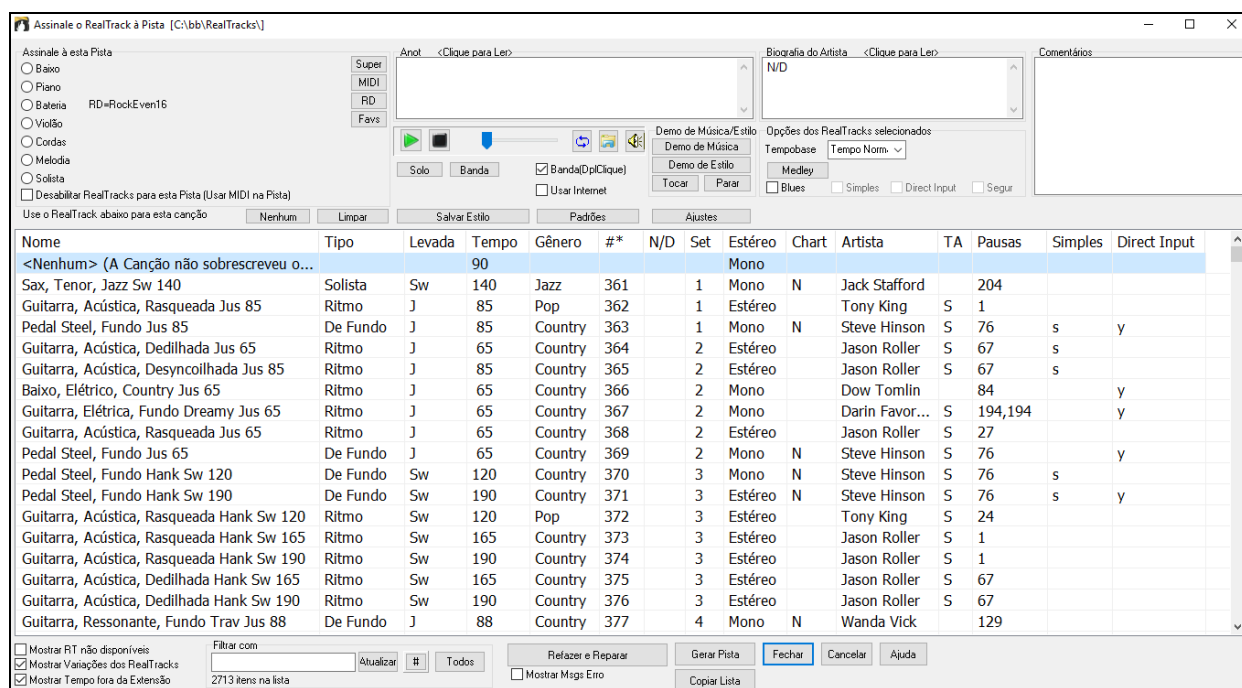 Assinale o RealTrack à Pista [C:\bb\RealTracks\]
Assinale à esta Pista
Baixo
Piano
Bateria RD=RockEven16
Violão
Cordas
Melodia
Solista
Desabilitar RealTracks para esta Pista (Usar MIDI na Pista)
Super
MIDI
RD
Favs
Anot <Clique para Ler>
Solo Banda
Banda(DplClique)
Usar Internet
Demo de Música/Estilo
Demo de Música
Demo de Estilo
Tocar Parar
Biografia do Artista <Clique para Ler>
N/D
Opções dos RealTracks selecionados
Tempobase Tempo Norm.
Medley
Blues Simples Direct Input Segur
Comentários
Use o RealTrack abaixo para esta canção Nenhum Limpar Salvar Estilo Padrões Ajustes
Nome Tipo Levada Tempo Gênero #* N/D Set Estéreo Chart Artista TA Pausas Simples Direct Input
<Nenhum> (A Canção não sobrescreveu o... 90 Mono
Sax, Tenor, Jazz Sw 140 Solista Sw 140 Jazz 361 1 Mono N Jack Stafford 204
Guitarra, Acústica, Rasqueada Jus 85 Ritmo J 85 Pop 362 1 Estéreo Tony King S 1
Pedal Steel, Fundo Jus 85 De Fundo J 85 Country 363 1 Mono N Steve Hinson S 76 s y
Guitarra, Acústica, Dedilhada Jus 65 Ritmo J 65 Country 364 2 Estéreo Jason Roller S 67 s
Guitarra, Acústica, Desyncoilhada Jus 85 Ritmo J 85 Country 365 2 Estéreo Jason Roller S 67 s
Baixo, Elétrico, Country Jus 65 Ritmo J 65 Country 366 2 Mono Dow Tomlin 84 y
Guitarra, Elétrica, Fundo Dreamy Jus 65 Ritmo J 65 Country 367 2 Mono Darin Favor... S 194,194 y
Guitarra, Acústica, Rasqueada Jus 65 Ritmo J 65 Country 368 2 Estéreo Jason Roller S 27
Pedal Steel, Fundo Jus 65 De Fundo J 65 Country 369 2 Mono N Steve Hinson S 76 y
Pedal Steel, Fundo Hank Sw 120 De Fundo Sw 120 Country 370 3 Mono N Steve Hinson S 76 s
Pedal Steel, Fundo Hank Sw 190 De Fundo Sw 190 Country 371 3 Estéreo N Steve Hinson S 76 s y
Guitarra, Acústica, Rasqueada Hank Sw 120 Ritmo Sw 120 Pop 372 3 Estéreo Tony King S 24
Guitarra, Acústica, Rasqueada Hank Sw 165 Ritmo Sw 165 Country 373 3 Estéreo Jason Roller S 1
Guitarra, Acústica, Rasqueada Hank Sw 190 Ritmo Sw 190 Country 374 3 Estéreo Jason Roller S 1
Guitarra, Acústica, Dedilhada Hank Sw 165 Ritmo Sw 165 Country 375 3 Estéreo Jason Roller S 67
Guitarra, Acústica, Dedilhada Hank Sw 190 Ritmo Sw 190 Country 376 3 Estéreo Jason Roller S 67
Guitarra, Ressonante, Fundo Trav Jus 88 De Fundo J 88 Country 377 4 Mono N Wanda Vick 129
Mostrar RT não disponíveis
Mostrar Variações dos RealTracks
Mostrar Tempo fora da Extensão
Filtrar com
Atualizar # Todos
2713 itens na lista
Refazer e Reparar
Mostrar Msgs Erro
Gerar Pista Fechar Cancelar Ajuda
Copiar Lista